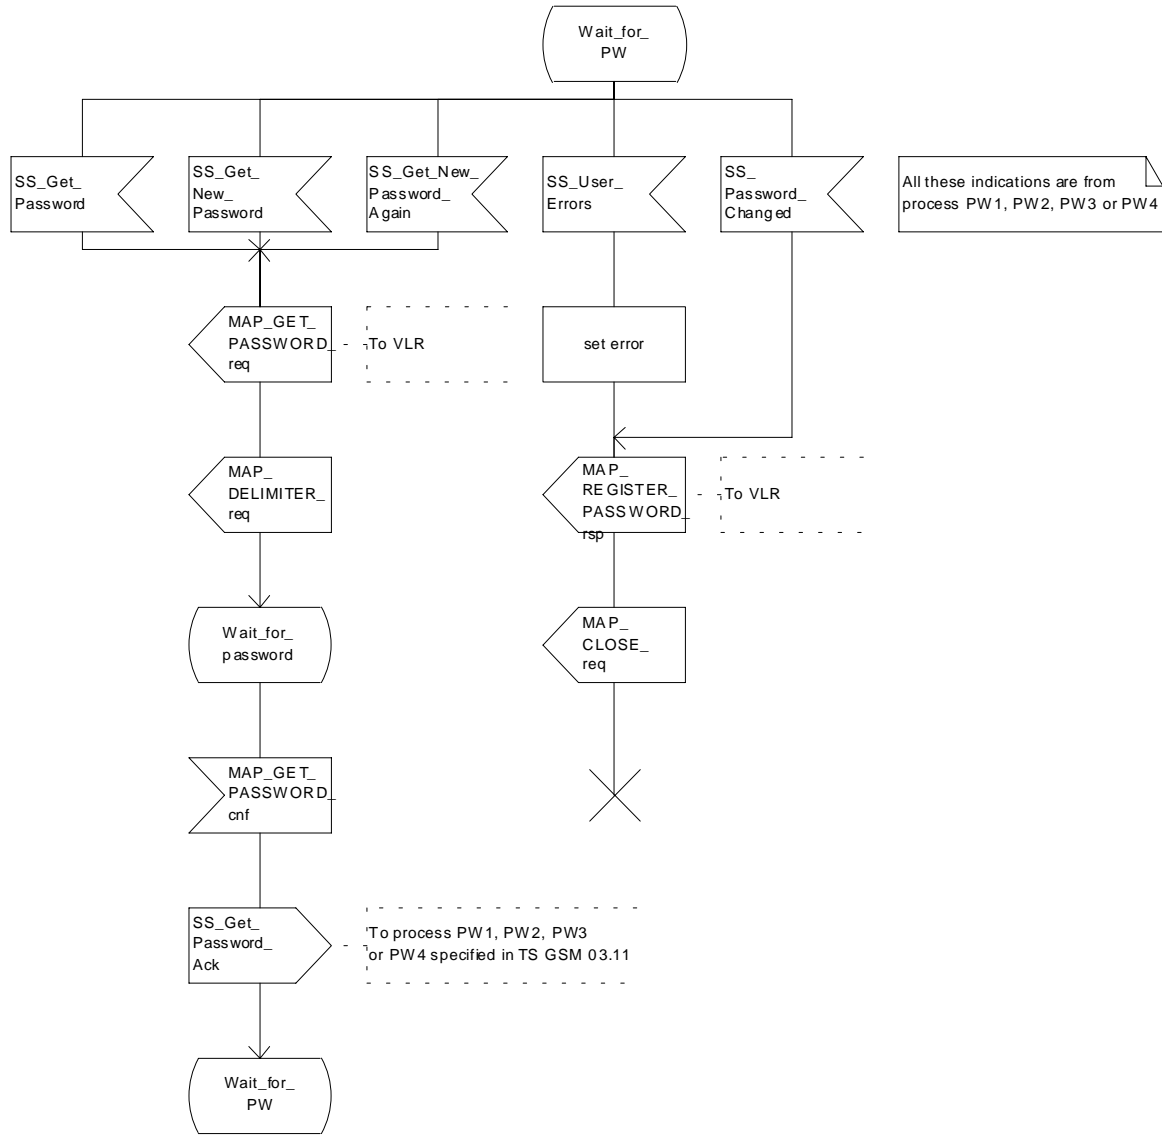 Wait_for_
PW
SS_Get_
Password
SS_Get_
New_
Password
SS_Get_New_
Password_
Again
SS_User_
Errors
SS_
Password_
Changed
All these indications are from
process PW1, PW2, PW3 or PW4
MAP_GET_
PASSWORD_
req
To VLR
set error
MAP_
DELIMITER_
req
MAP_
REGISTER_
PASSWORD_
rsp
To VLR
Wait_for_
password
MAP_
CLOSE_
req
MAP_GET_
PASSWORD_
cnf
SS_Get_
Password_
Ack
To process PW1, PW2, PW3
or PW4 specified in TS GSM 03.11
Wait_for_
PW